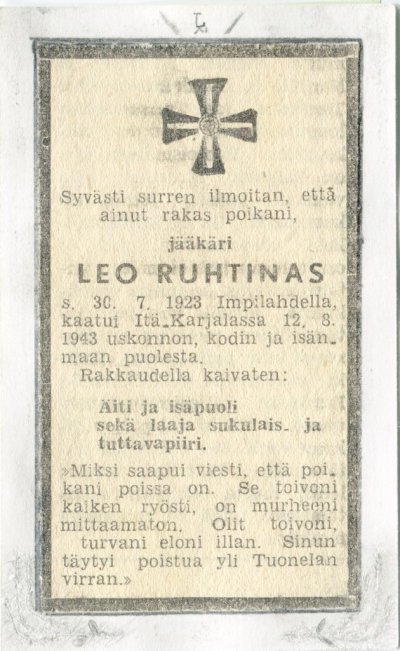 L
Syvästi surren ilmoitan, että
ainut rakas poikani,
jääkäri
LEO RUHTINAS
s. 30. 7. 1923 Impilahdella,
kaatui Itä-Karjalassa 12. 8.
1943 uskonnon, kodin ja isän-
maan puolesta.
Rakkaudella kaivaten:
Äiti ja isäpuoli
sekä laaja sukulais- ja
tuttavapiiri.
»Miksi saapui viesti, että poi-
kani poissa on. Se toivoni
kaiken ryösti, on murheeni
mittaamaton. Olit toivoni,
turvani eloni illan. Sinun
täytyi poistua yli Tuonelan
virran.»